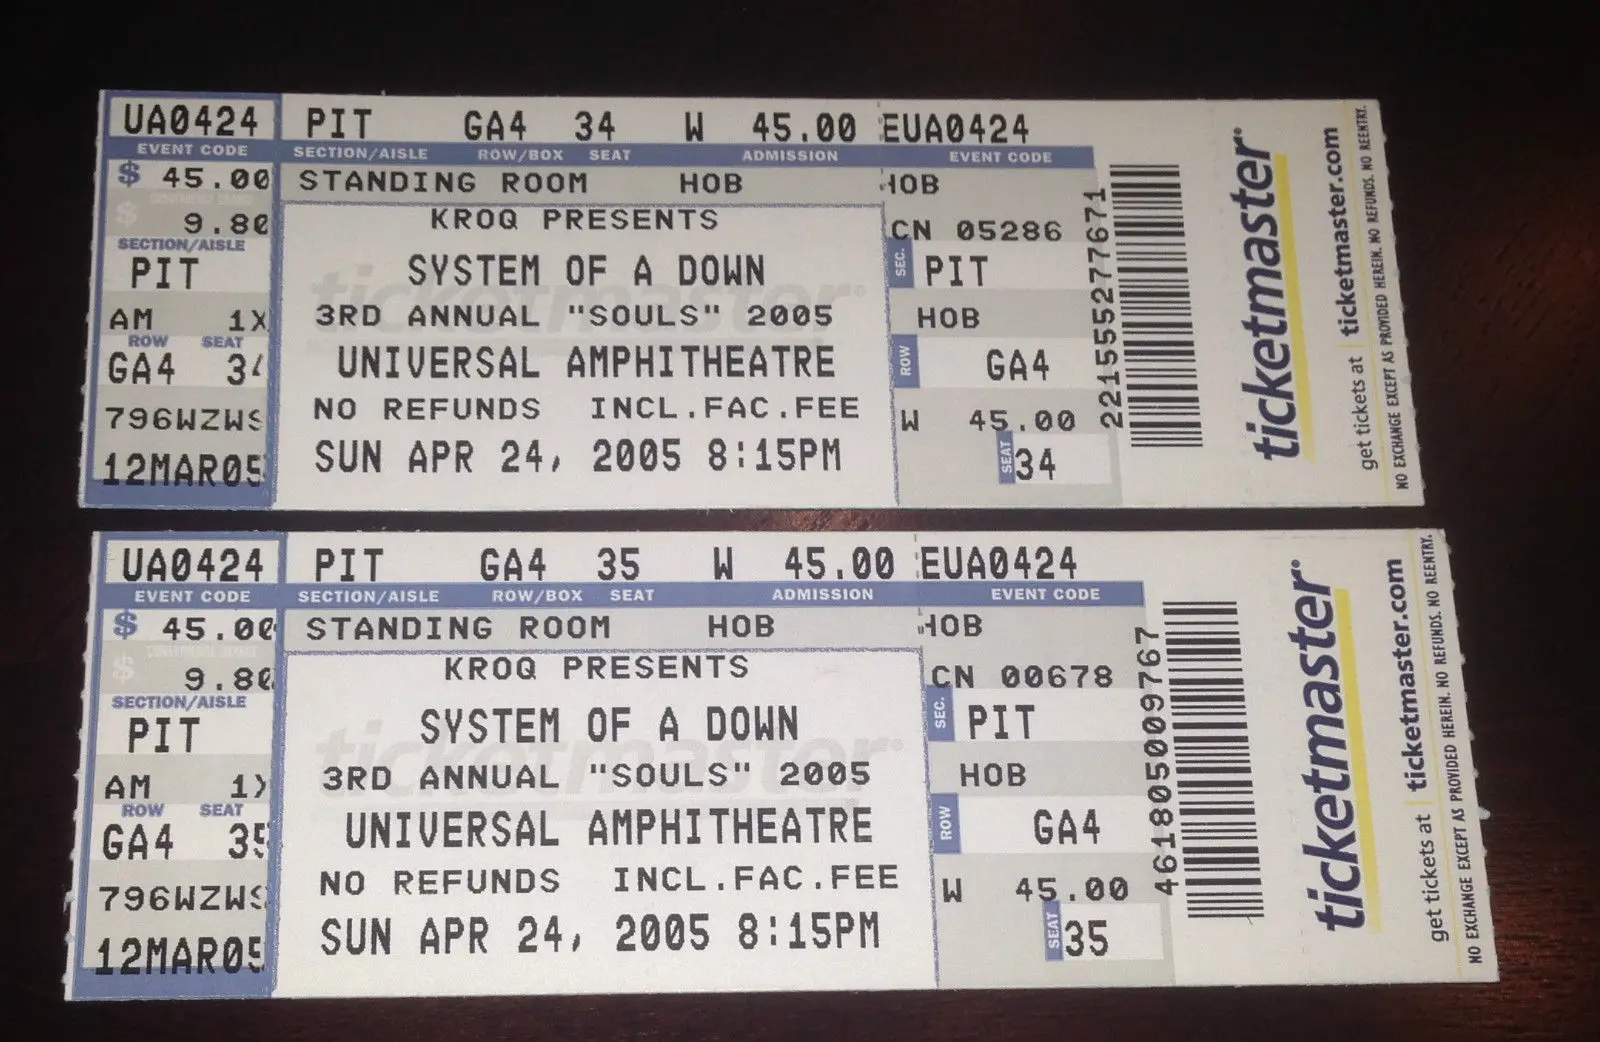 UA0424 PIT GA4 34 W 45.00 EUA0424
EVENT CODE SECTION/AISLE ROW/BOX SEAT ADMISSION EVENT CODE
$ 45.00 STANDING ROOM HOB HOB
$ 9.80 KROQ PRESENTS CN 05286
SECTION/AISLE
PIT SYSTEM OF A DOWN SEC. PIT
AM 1X 3RD ANNUAL "SOULS" 2005 HOB
ROW SEAT
GA4 34 UNIVERSAL AMPHITHEATRE ROW GA4
796WZWS NO REFUNDS INCL.FAC.FEE W 45.00
12MAR05 SUN APR 24, 2005 8:15PM SEAT 34
221555277671
ticketmaster®
get tickets at ticketmaster.com
NO EXCHANGE EXCEPT AS PROVIDED HEREIN. NO REFUNDS. NO REENTRY.
UA0424 PIT GA4 35 W 45.00 EUA0424
EVENT CODE SECTION/AISLE ROW/BOX SEAT ADMISSION EVENT CODE
$ 45.00 STANDING ROOM HOB HOB
$ 9.80 KROQ PRESENTS CN 00678
SECTION/AISLE
PIT SYSTEM OF A DOWN SEC. PIT
AM 1X 3RD ANNUAL "SOULS" 2005 HOB
ROW SEAT
GA4 35 UNIVERSAL AMPHITHEATRE ROW GA4
796WZWS NO REFUNDS INCL.FAC.FEE W 45.00
12MAR05 SUN APR 24, 2005 8:15PM SEAT 35
461805009767
ticketmaster®
get tickets at ticketmaster.com
NO EXCHANGE EXCEPT AS PROVIDED HEREIN. NO REFUNDS. NO REENTRY.